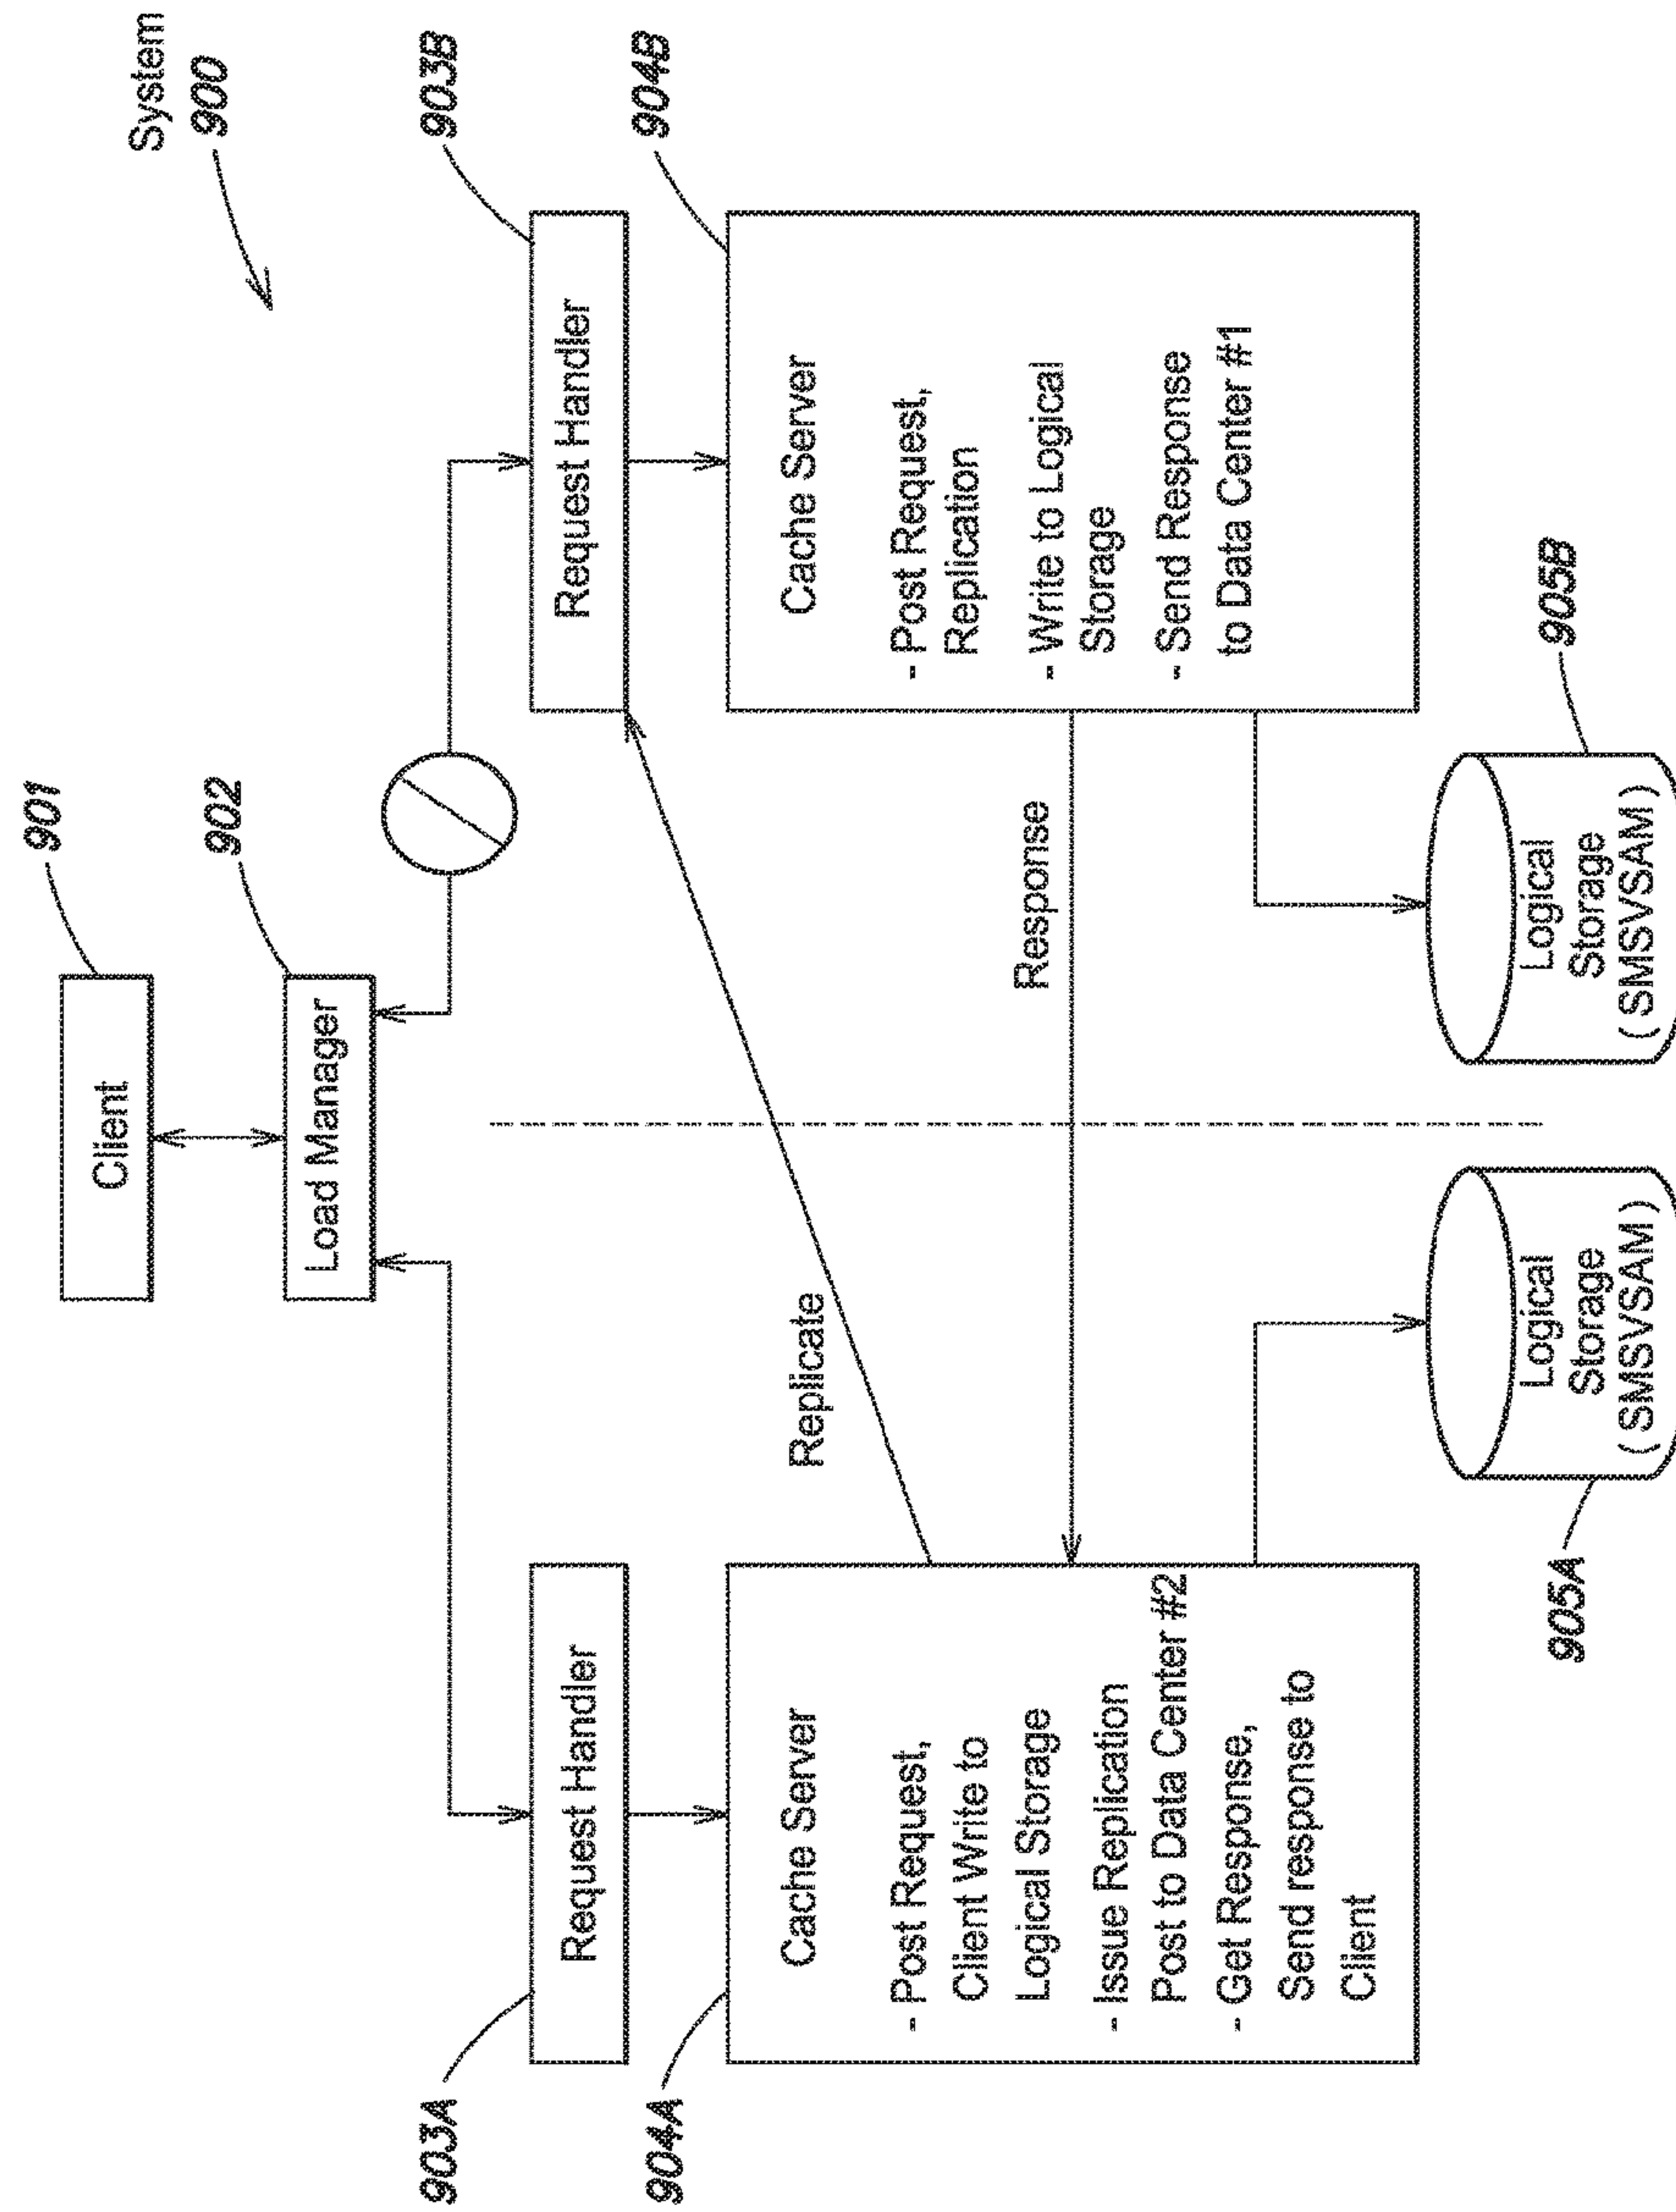 System
900
901
Client
902
Load Manager
903A
Request Handler
903B
Request Handler
904A
Cache Server
- Post Request,
Client Write to
Logical Storage
- Issue Replication
Post to Data Center #2
- Get Response,
Send response to
Client
Replicate
Response
904B
Cache Server
- Post Request,
Replication
- Write to Logical
Storage
- Send Response
to Data Center #1
905A
Logical
Storage
( SMSVSAM )
905B
Logical
Storage
( SMSVSAM )